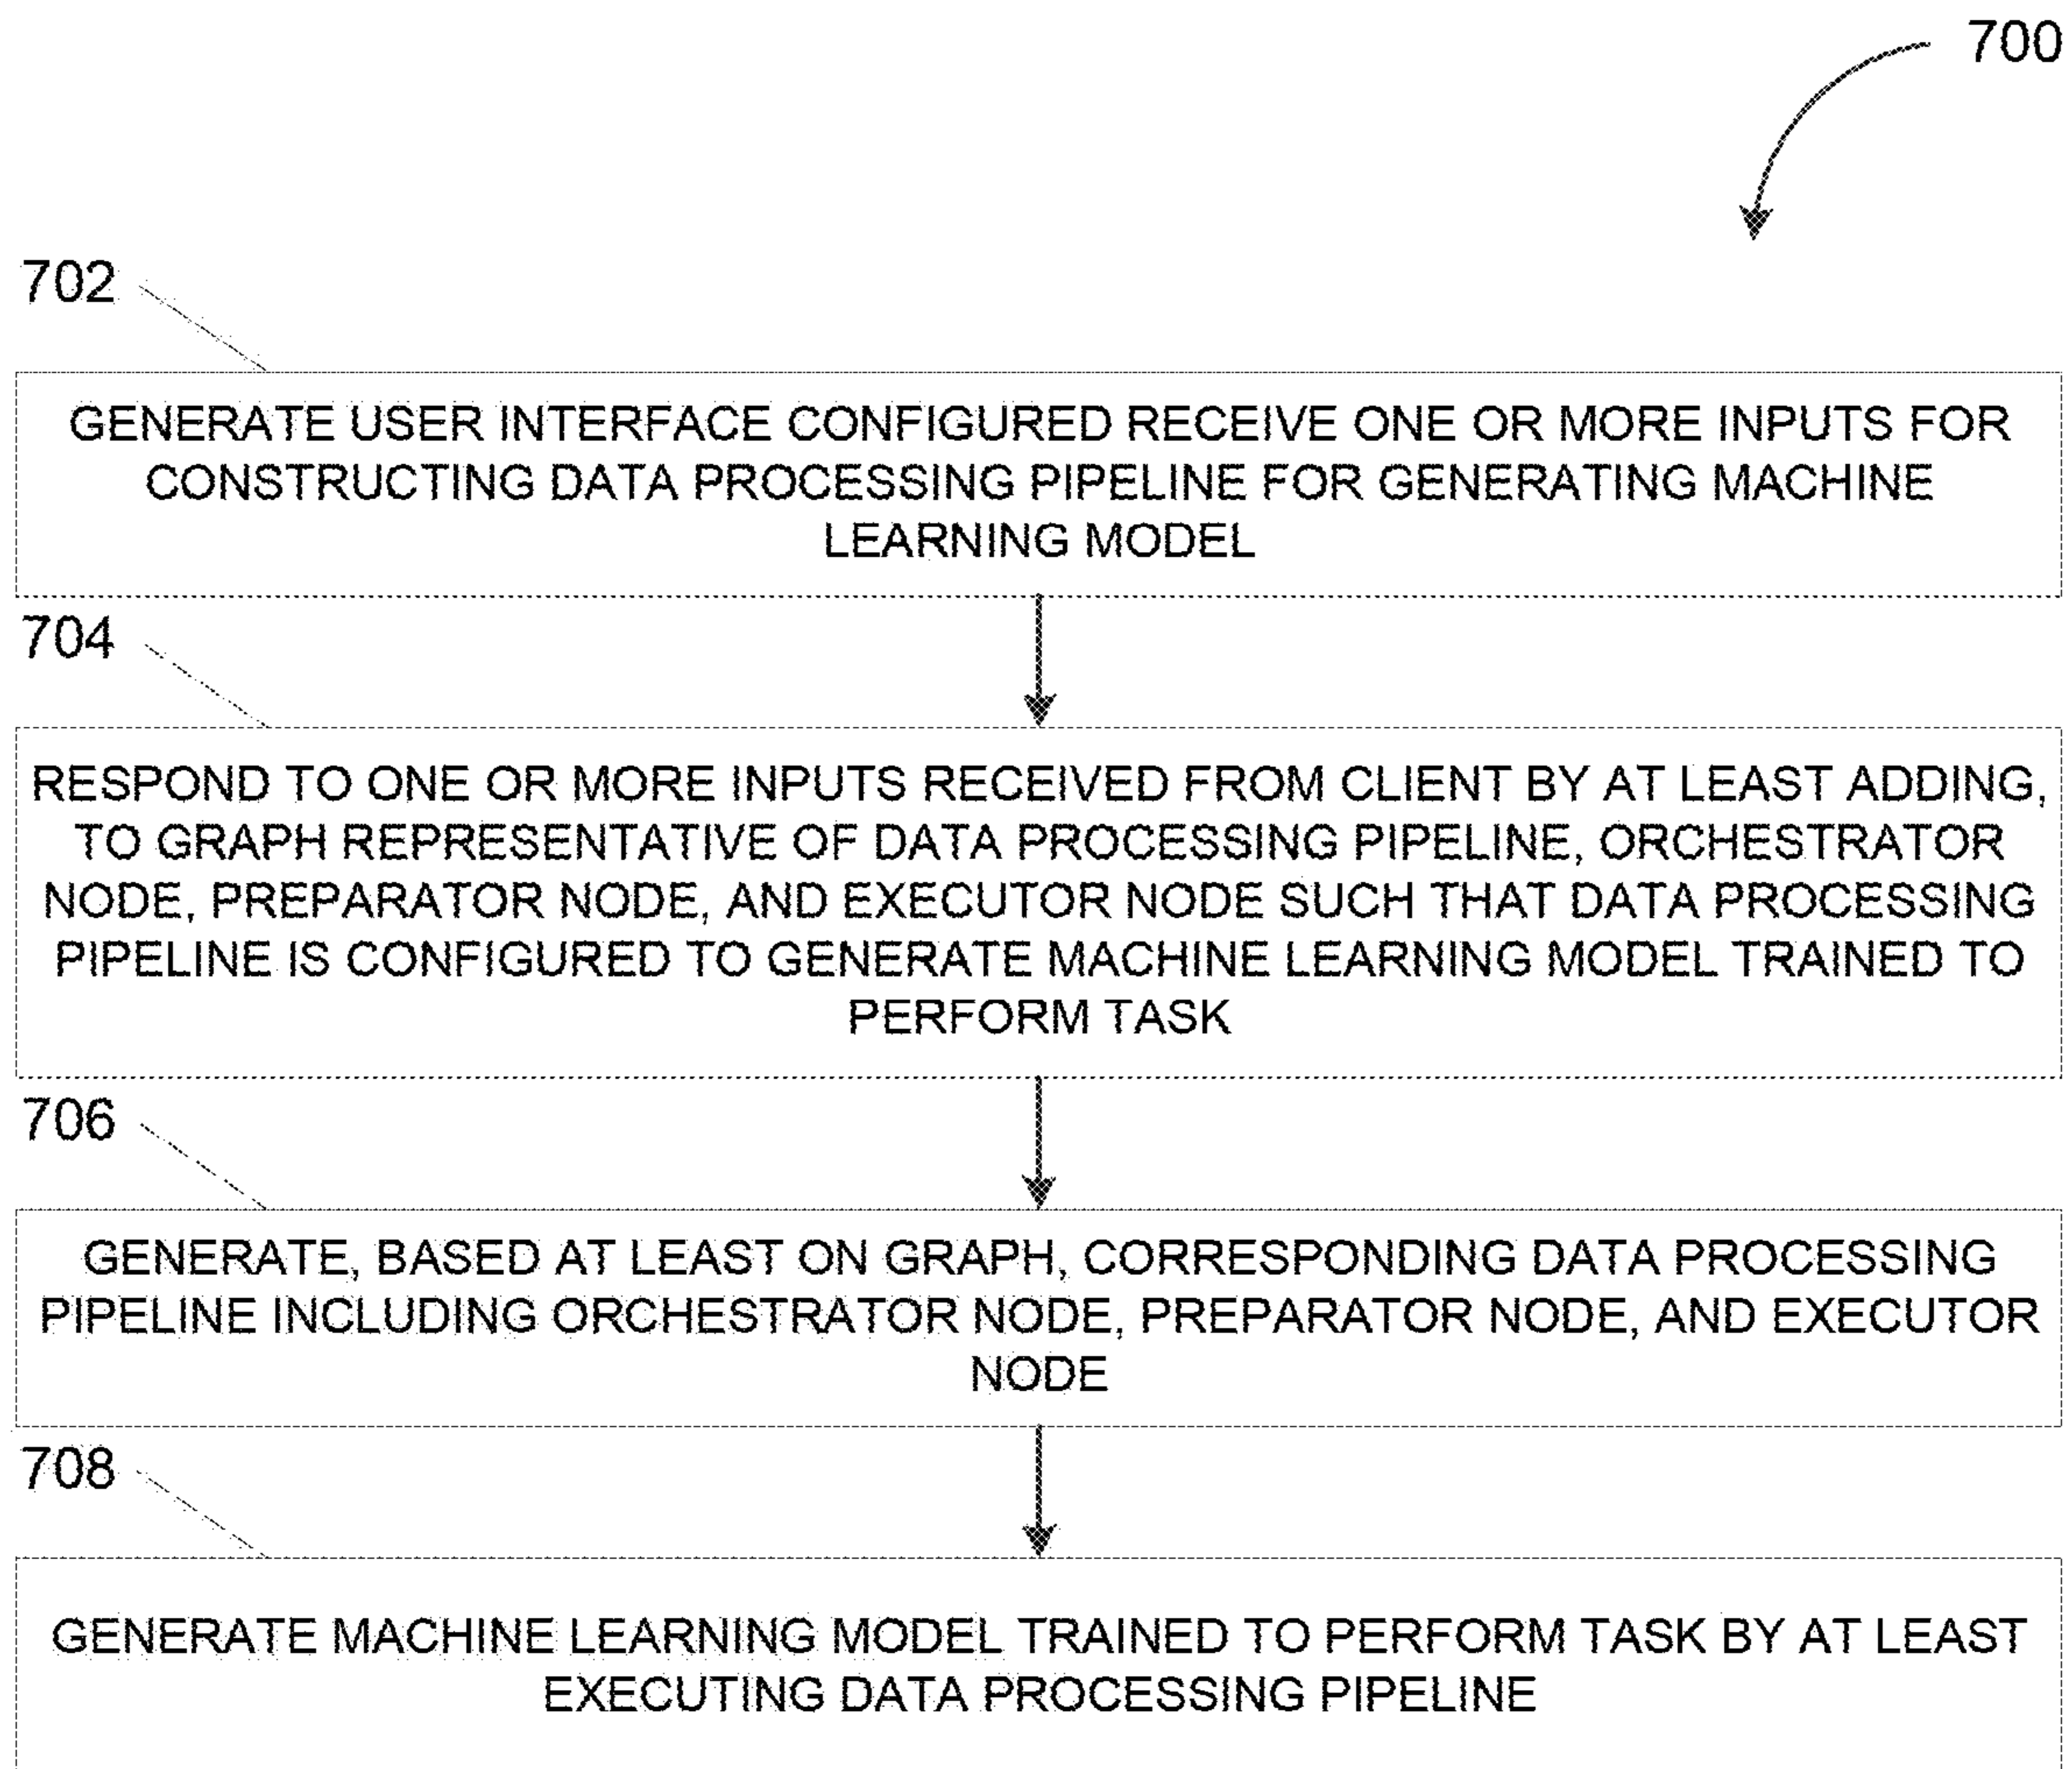 700
702
GENERATE USER INTERFACE CONFIGURED RECEIVE ONE OR MORE INPUTS FOR
CONSTRUCTING DATA PROCESSING PIPELINE FOR GENERATING MACHINE
LEARNING MODEL
704
RESPOND TO ONE OR MORE INPUTS RECEIVED FROM CLIENT BY AT LEAST ADDING,
TO GRAPH REPRESENTATIVE OF DATA PROCESSING PIPELINE, ORCHESTRATOR
NODE, PREPARATOR NODE, AND EXECUTOR NODE SUCH THAT DATA PROCESSING
PIPELINE IS CONFIGURED TO GENERATE MACHINE LEARNING MODEL TRAINED TO
PERFORM TASK
706
GENERATE, BASED AT LEAST ON GRAPH, CORRESPONDING DATA PROCESSING
PIPELINE INCLUDING ORCHESTRATOR NODE, PREPARATOR NODE, AND EXECUTOR
NODE
708
GENERATE MACHINE LEARNING MODEL TRAINED TO PERFORM TASK BY AT LEAST
EXECUTING DATA PROCESSING PIPELINE